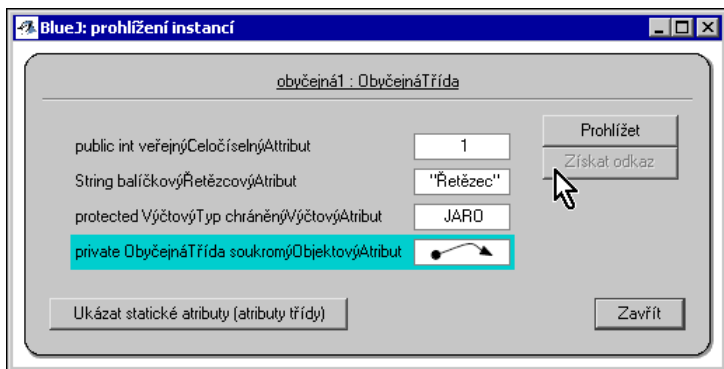 BlueJ: prohlížení instancí
obyčejná1 : ObyčejnáTřída
public int veřejnýCeločíselnýAttribut 1
String balíčkovýŘetězcovýAtribut "Řetězec"
protected VýčtovýTyp chráněnýVýčtovýAtribut JARO
private ObyčejnáTřída soukromýObjektovýAtribut
Prohlížet
Získat odkaz
Ukázat statické atributy (atributy třídy)
Zavřít